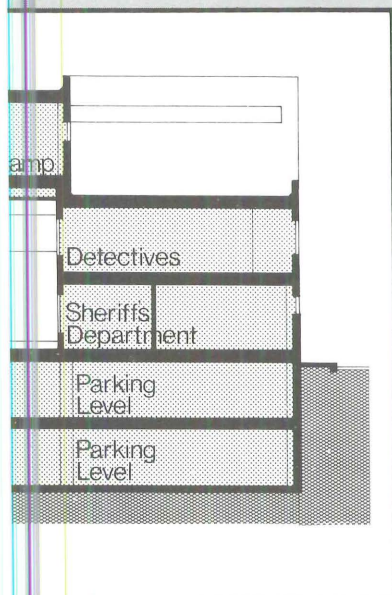 amp
Detectives
Sheriffs
Department
Parking
Level
Parking
Level